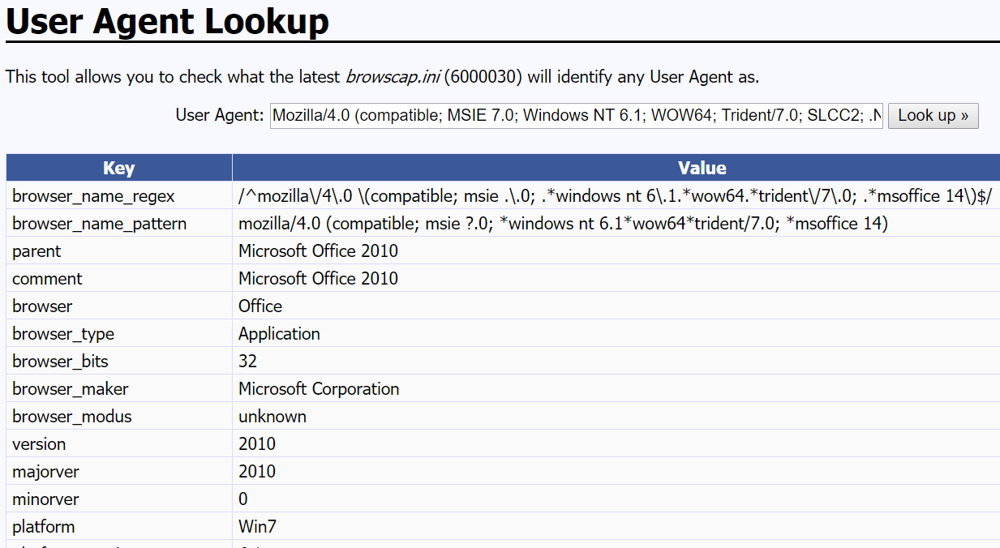 User Agent Lookup
This tool allows you to check what the latest browscap.ini (6000030) will identify any User Agent as.
User Agent: Mozilla/4.0 (compatible; MSIE 7.0; Windows NT 6.1; WOW64; Trident/7.0; SLCC2; .N Look up »
Key Value
browser_name_regex /^mozilla\/4\.0 \(compatible; msie .\.0; .*windows nt 6\.1.*wow64.*trident\/7\.0; .*msoffice 14\)$/
browser_name_pattern mozilla/4.0 (compatible; msie ?.0; *windows nt 6.1*wow64*trident/7.0; *msoffice 14)
parent Microsoft Office 2010
comment Microsoft Office 2010
browser Office
browser_type Application
browser_bits 32
browser_maker Microsoft Corporation
browser_modus unknown
version 2010
majorver 2010
minorver 0
platform Win7